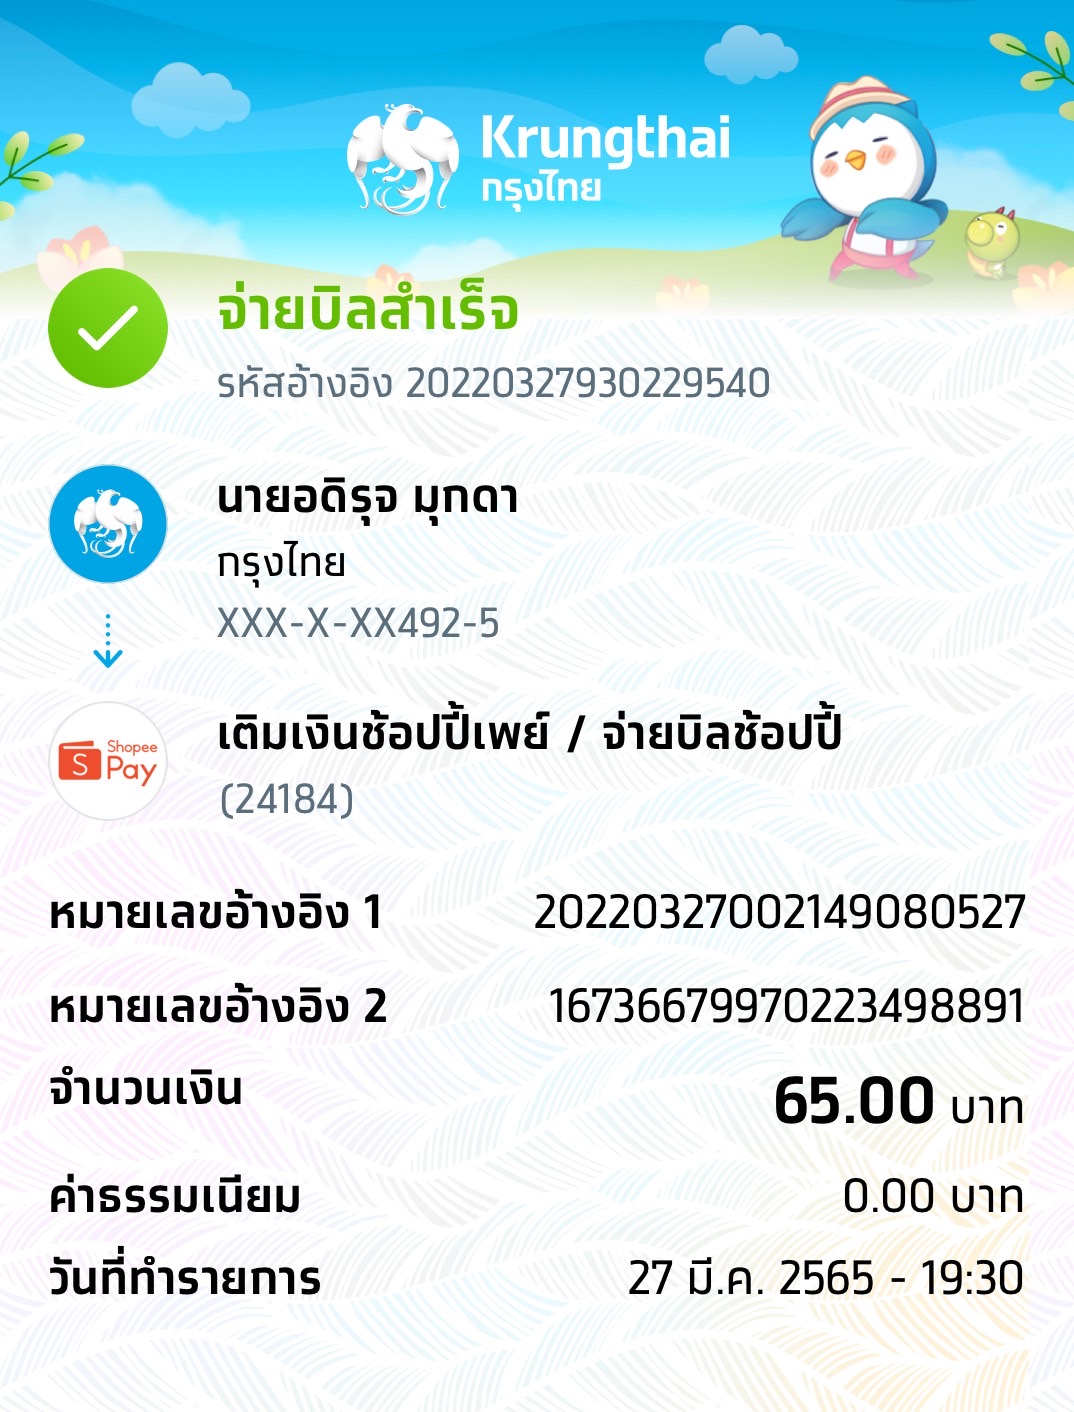 Krungthai
กรุงไทย
จ่ายบิลสำเร็จ
รหัสอ้างอิง 20220327930229540
นายอดิรุจ มุกดา
กรุงไทย
XXX-X-XX492-5
Shopee
S Pay
เติมเงินช้อปปี้เพย์ / จ่ายบิลช้อปปี้
(24184)
หมายเลขอ้างอิง 1 20220327002149080527
หมายเลขอ้างอิง 2 167366799970223498891
จำนวนเงิน 65.00 บาท
ค่าธรรมเนียม 0.00 บาท
วันที่ทำรายการ 27 มี.ค. 2565 - 19:30